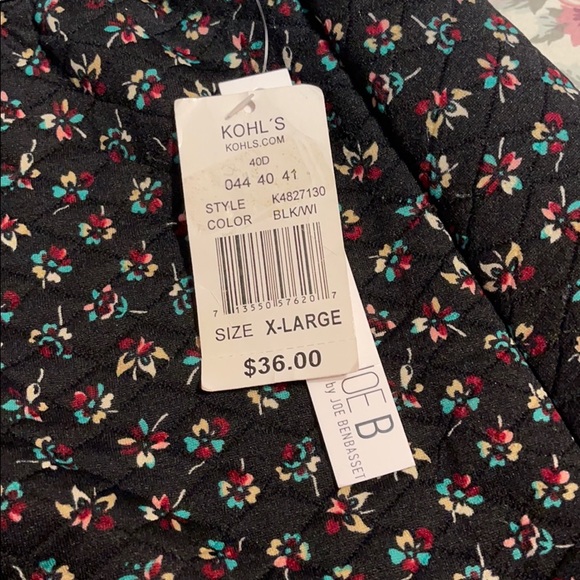 KOHL´S
KOHLS.COM
40D
044 40 41
STYLE K4827130
COLOR BLK/WI
7 13550 57620 7
SIZE X-LARGE
$36.00
JOE B
by JOE BENBASSET